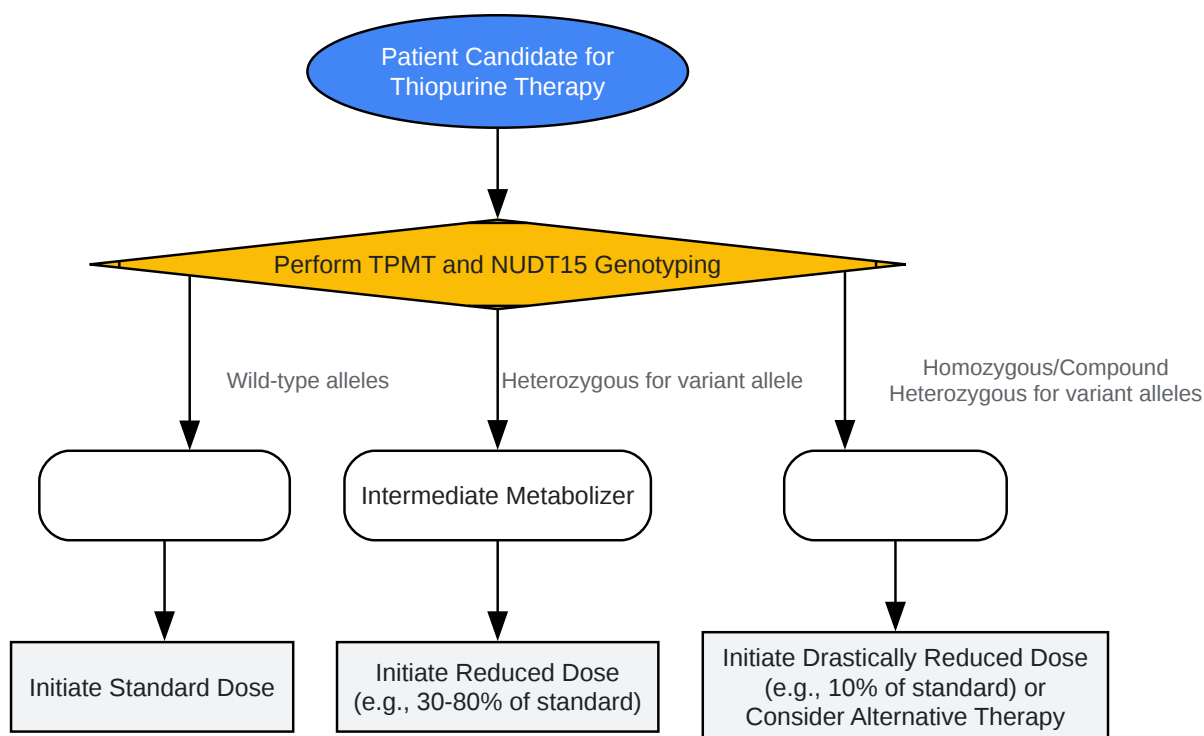 Patient Candidate for
Thiopurine Therapy
Perform TPMT and NUDT15 Genotyping
Wild-type alleles
Heterozygous for variant allele
Homozygous/Compound
Heterozygous for variant alleles
Intermediate Metabolizer
Initiate Standard Dose
Initiate Reduced Dose
(e.g., 30-80% of standard)
Initiate Drastically Reduced Dose
(e.g., 10% of standard) or
Consider Alternative Therapy